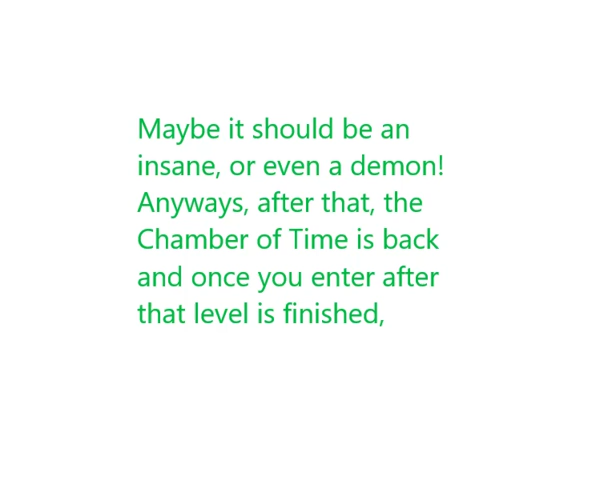 Maybe it should be an
insane, or even a demon!
Anyways, after that, the
Chamber of Time is back
and once you enter after
that level is finished,